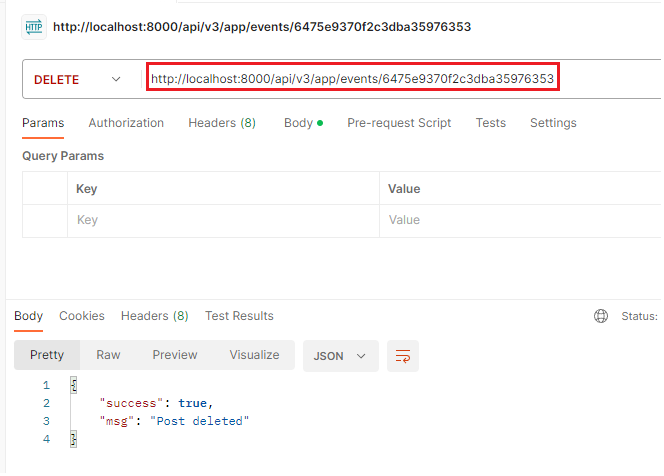 HTTP http://localhost:8000/api/v3/app/events/6475e9370f2c3dba35976353
DELETE http://localhost:8000/api/v3/app/events/6475e9370f2c3dba35976353
Params Authorization Headers (8) Body Pre-request Script Tests Settings
Query Params
Key Value
Key Value
Body Cookies Headers (8) Test Results Status:
Pretty Raw Preview Visualize JSON
1 {
2 "success": true,
3 "msg": "Post deleted"
4 }